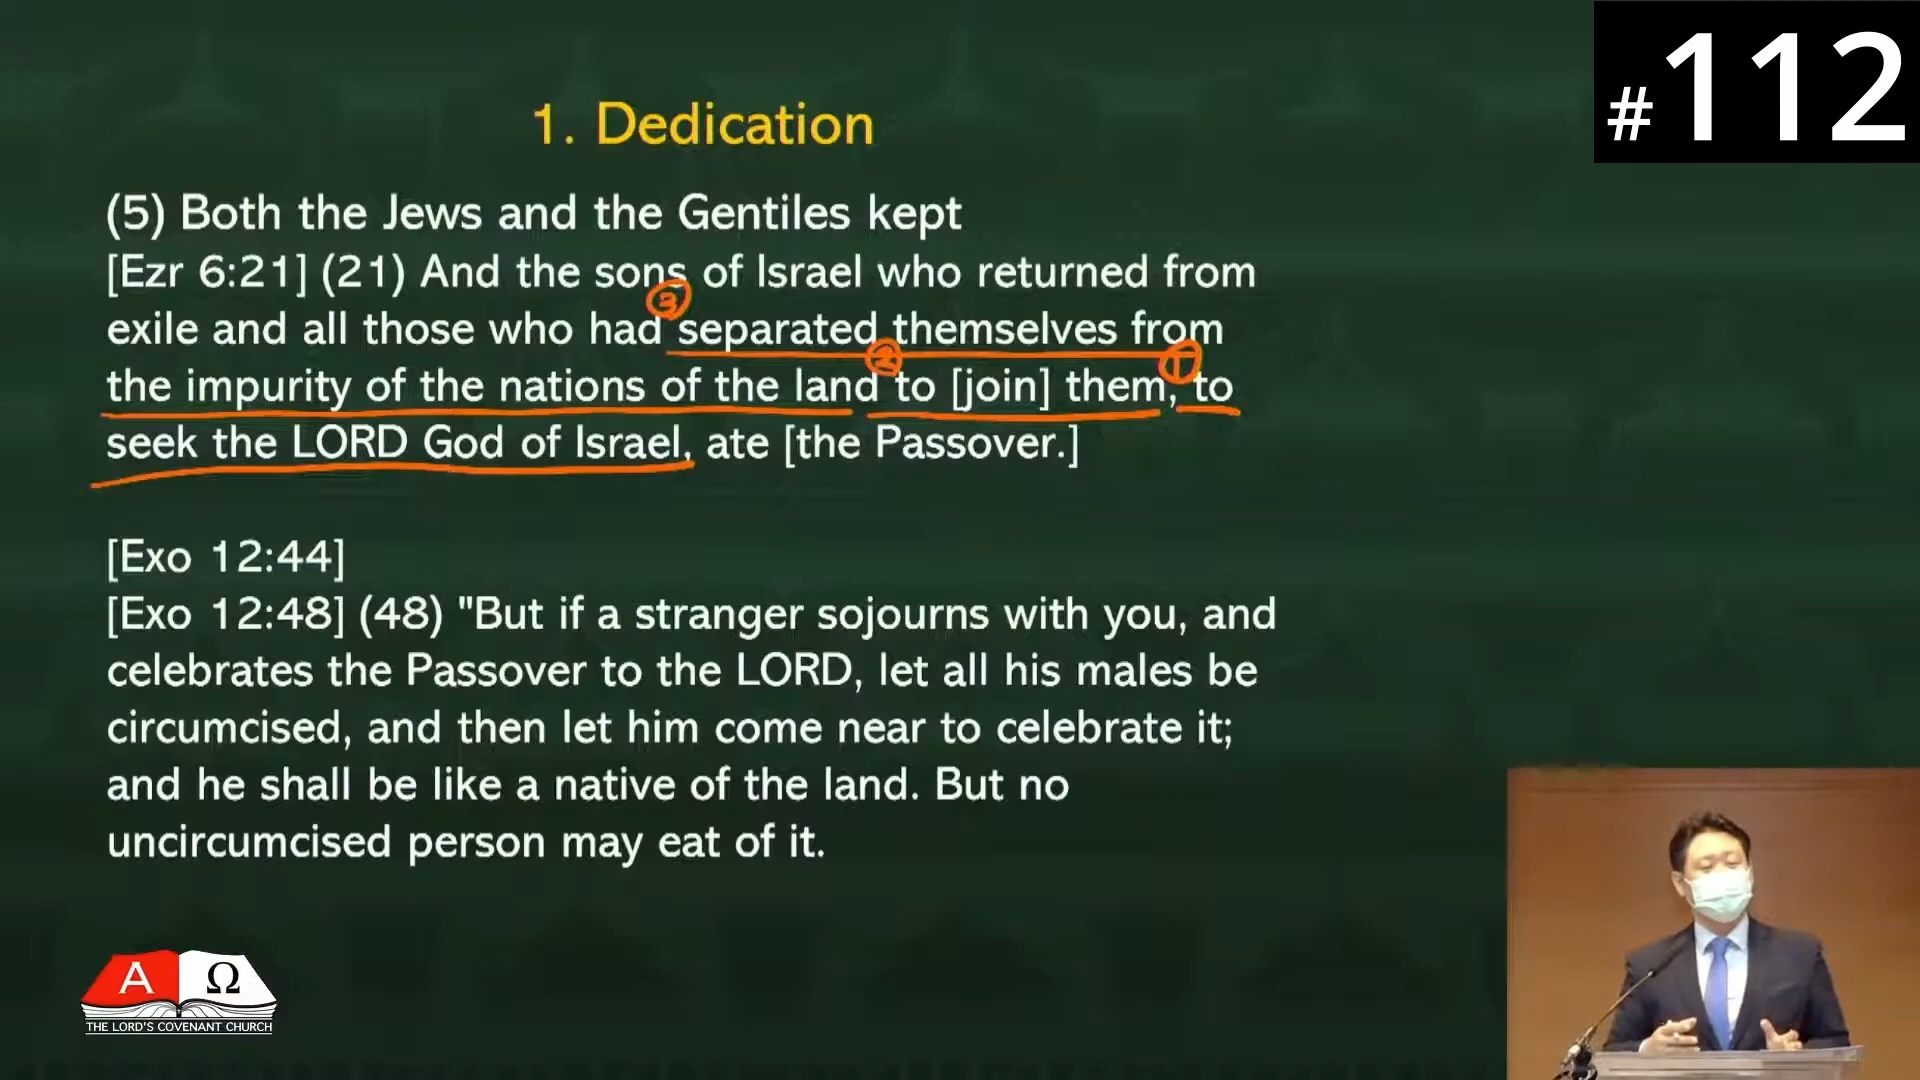 #112
1. Dedication
(5) Both the Jews and the Gentiles kept
[Ezr 6:21] (21) And the sons of Israel who returned from
③
exile and all those who had separated themselves from
② ①
the impurity of the nations of the land to [join] them, to
seek the LORD God of Israel, ate [the Passover.]
[Exo 12:44]
[Exo 12:48] (48) "But if a stranger sojourns with you, and
celebrates the Passover to the LORD, let all his males be
circumcised, and then let him come near to celebrate it;
and he shall be like a native of the land. But no
uncircumcised person may eat of it.
Α Ω
THE LORD'S COVENANT CHURCH